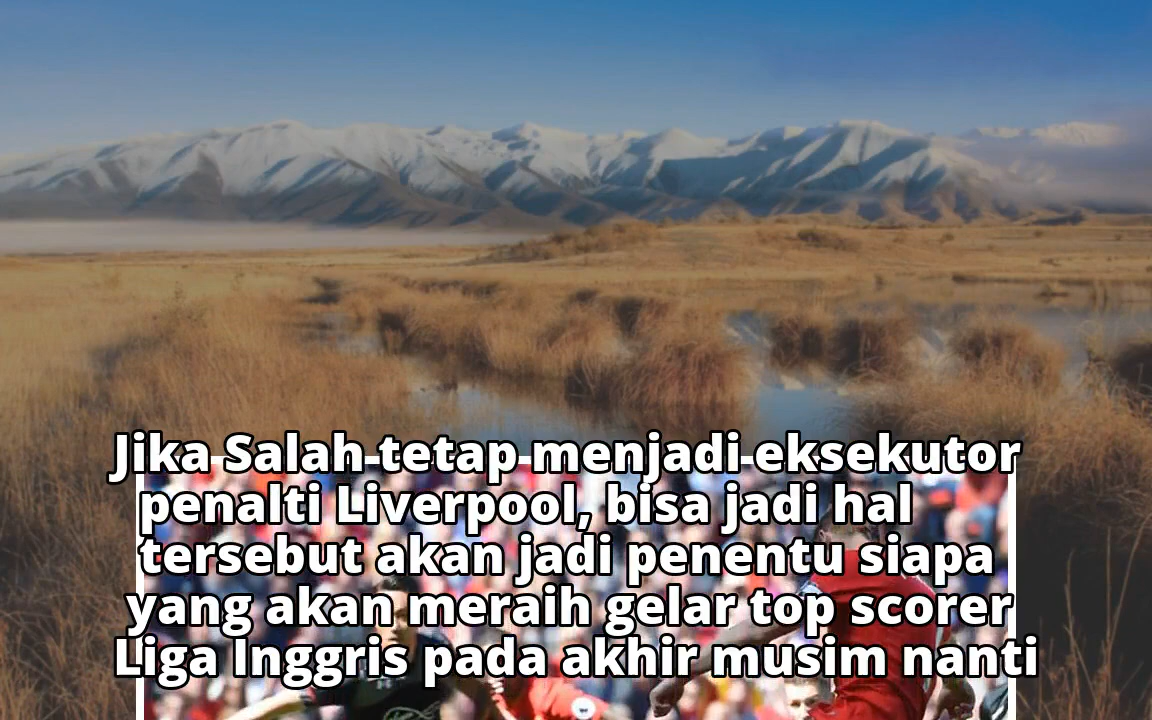 Jika Salah tetap menjadi eksekutor
penalti Liverpool, bisa jadi hal
tersebut akan jadi penentu siapa
yang akan meraih gelar top scorer
Liga Inggris pada akhir musim nanti